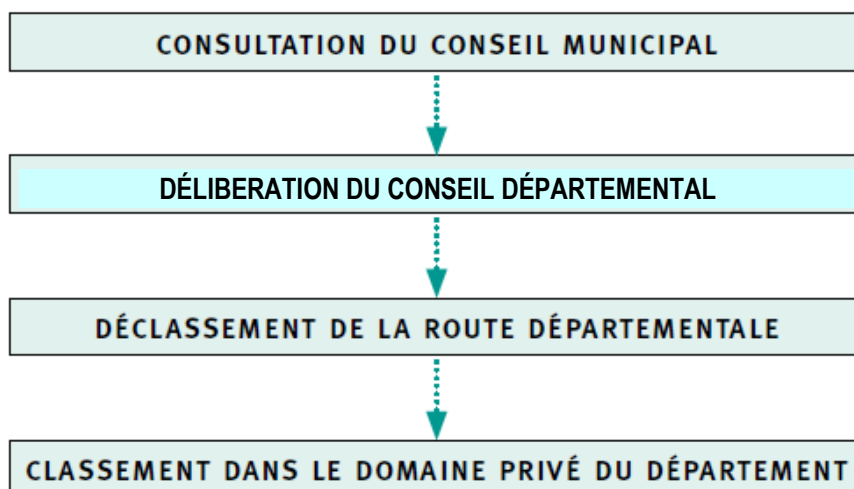 CONSULTATION DU CONSEIL MUNICIPAL
DÉLIBERATION DU CONSEIL DÉPARTEMENTAL
DÉCLASSEMENT DE LA ROUTE DÉPARTEMENTALE
CLASSEMENT DANS LE DOMAINE PRIVÉ DU DÉPARTEMENT